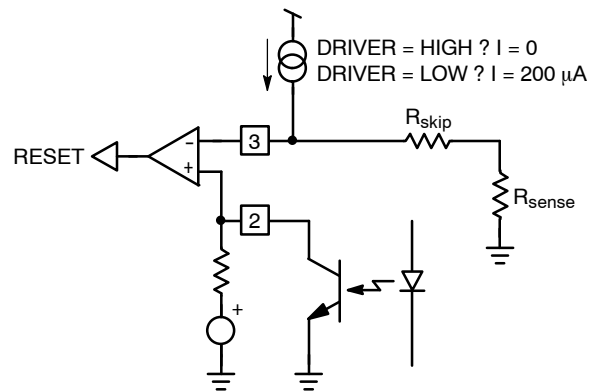 DRIVER = HIGH ? I = 0
DRIVER = LOW ? I = 200 μA
Rskip
3
-
RESET
+
Rsense
2
+